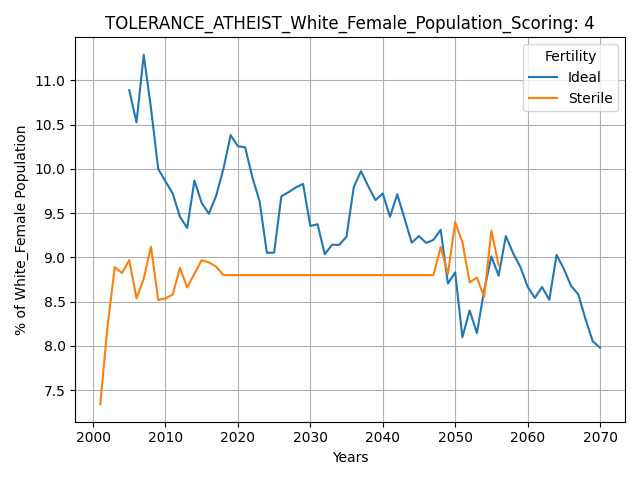 TOLERANCE_ATHEIST_White_Female_Population_Scoring: 4
Fertility
Ideal
Sterile
% of White_Female Population
11.0
10.5
10.0
9.5
9.0
8.5
8.0
7.5
2000 2010 2020 2030 2040 2050 2060 2070
Years